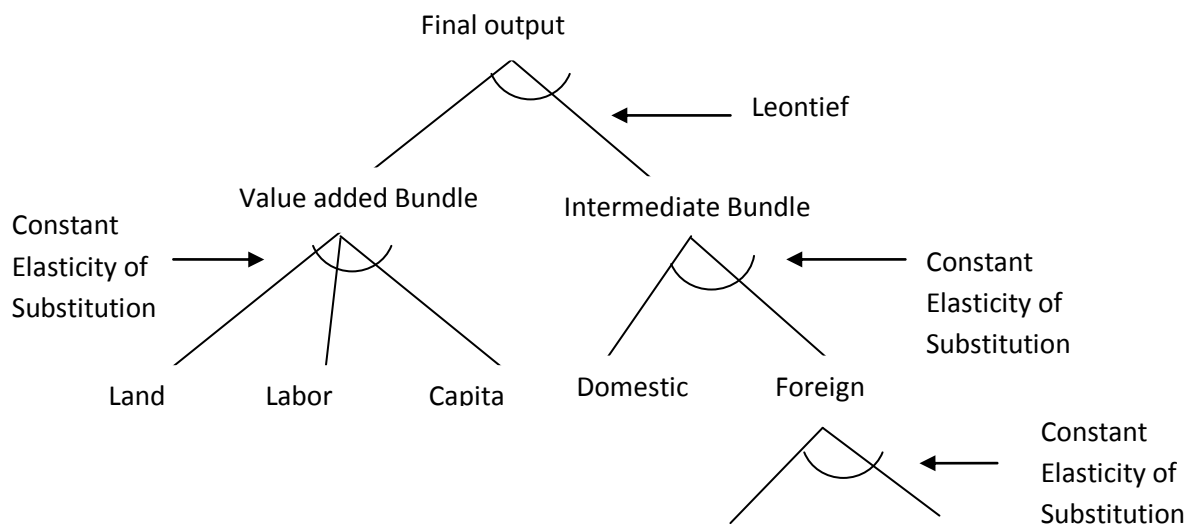 Final output
Leontief
Value added Bundle
Intermediate Bundle
Constant
Elasticity of
Substitution
Constant
Elasticity of
Substitution
Land
Labor
Capita
Domestic
Foreign
Constant
Elasticity of
Substitution